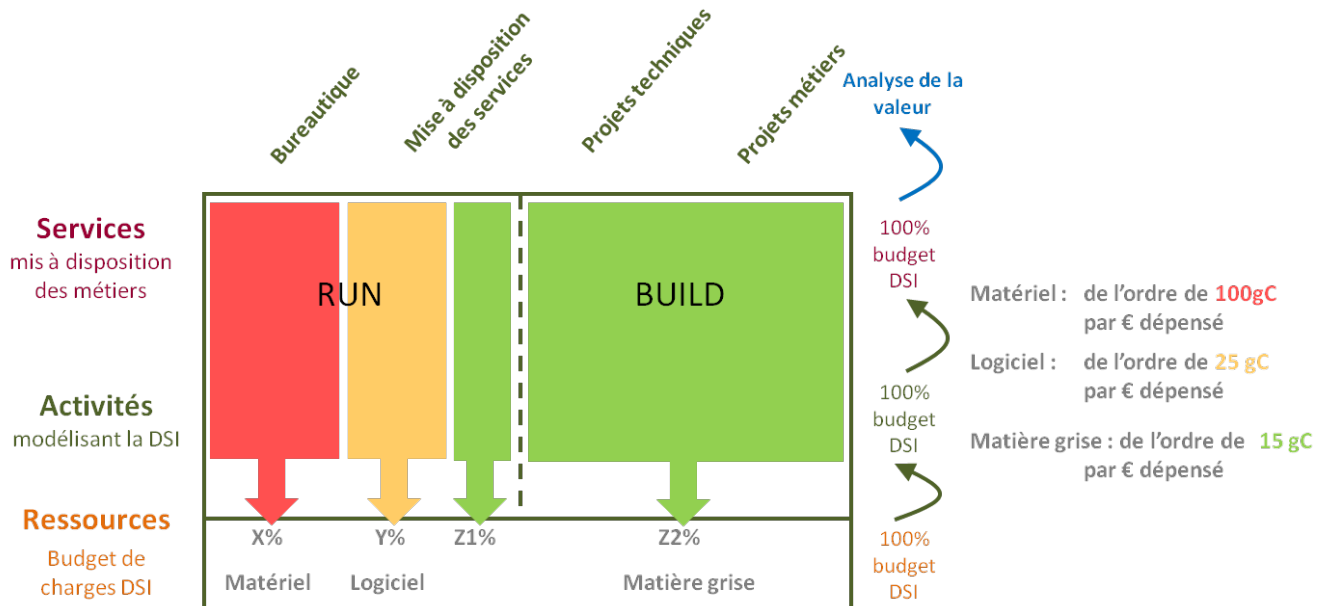 Bureautique
Mise à disposition
des services
Projets techniques
Projets métiers
Analyse de la
valeur
Services
mis à disposition
des métiers
RUN
BUILD
100%
budget
DSI
Matériel : de l'ordre de 100gC
par € dépensé
Logiciel : de l'ordre de 25 gC
par € dépensé
Activités
modélisant la DSI
100%
budget
DSI
Matière grise : de l'ordre de 15 gC
par € dépensé
Ressources
Budget de
charges DSI
X%
Y%
Z1%
Z2%
Matériel
Logiciel
Matière grise
100%
budget
DSI